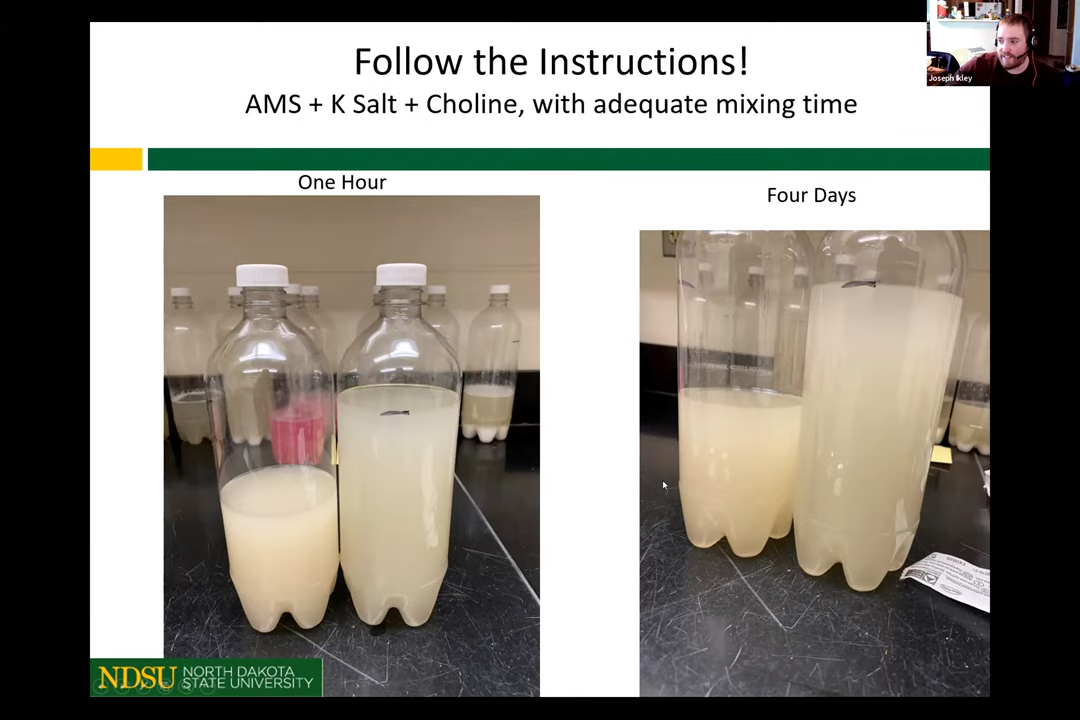 Follow the Instructions!
AMS + K Salt + Choline, with adequate mixing time
Joseph Ikley
One Hour
Four Days
NDSU NORTH DAKOTA
STATE UNIVERSITY